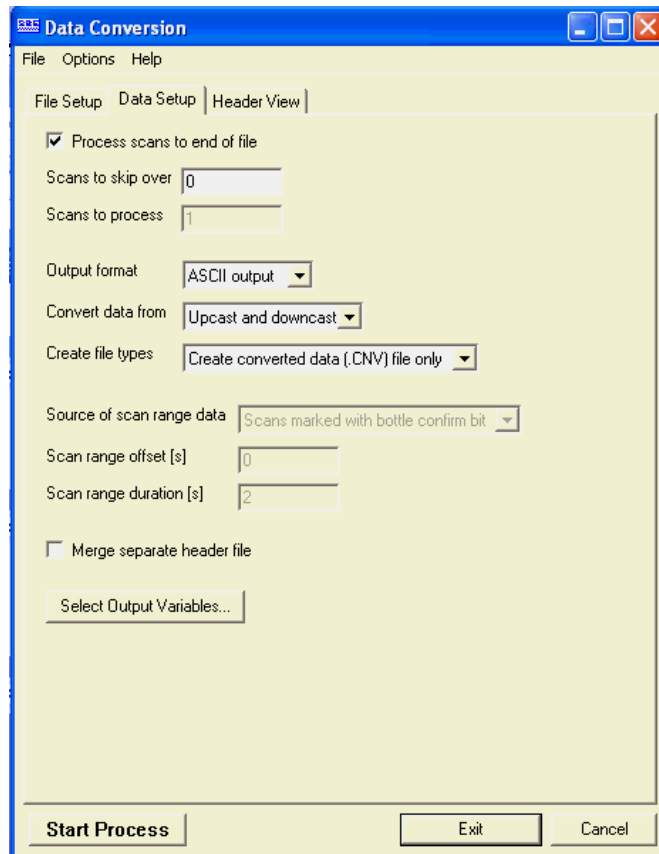 SBE Data Conversion
File Options Help
File Setup Data Setup Header View
Process scans to end of file
Scans to skip over 0
Scans to process 1
Output format ASCII output
Convert data from Upcast and downcast
Create file types Create converted data (.CNV) file only
Source of scan range data Scans marked with bottle confirm bit
Scan range offset [s] 0
Scan range duration [s] 2
Merge separate header file
Select Output Variables...
Start Process Exit Cancel